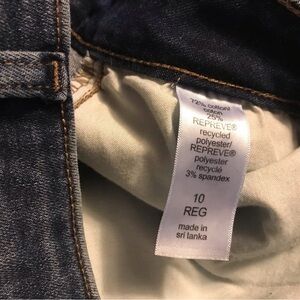 72% cotton/
coton
25%
REPREVE®
recycled
polyester/
REPREVE®
polyester
recyclé
3% spandex
10
REG
made in
sri lanka